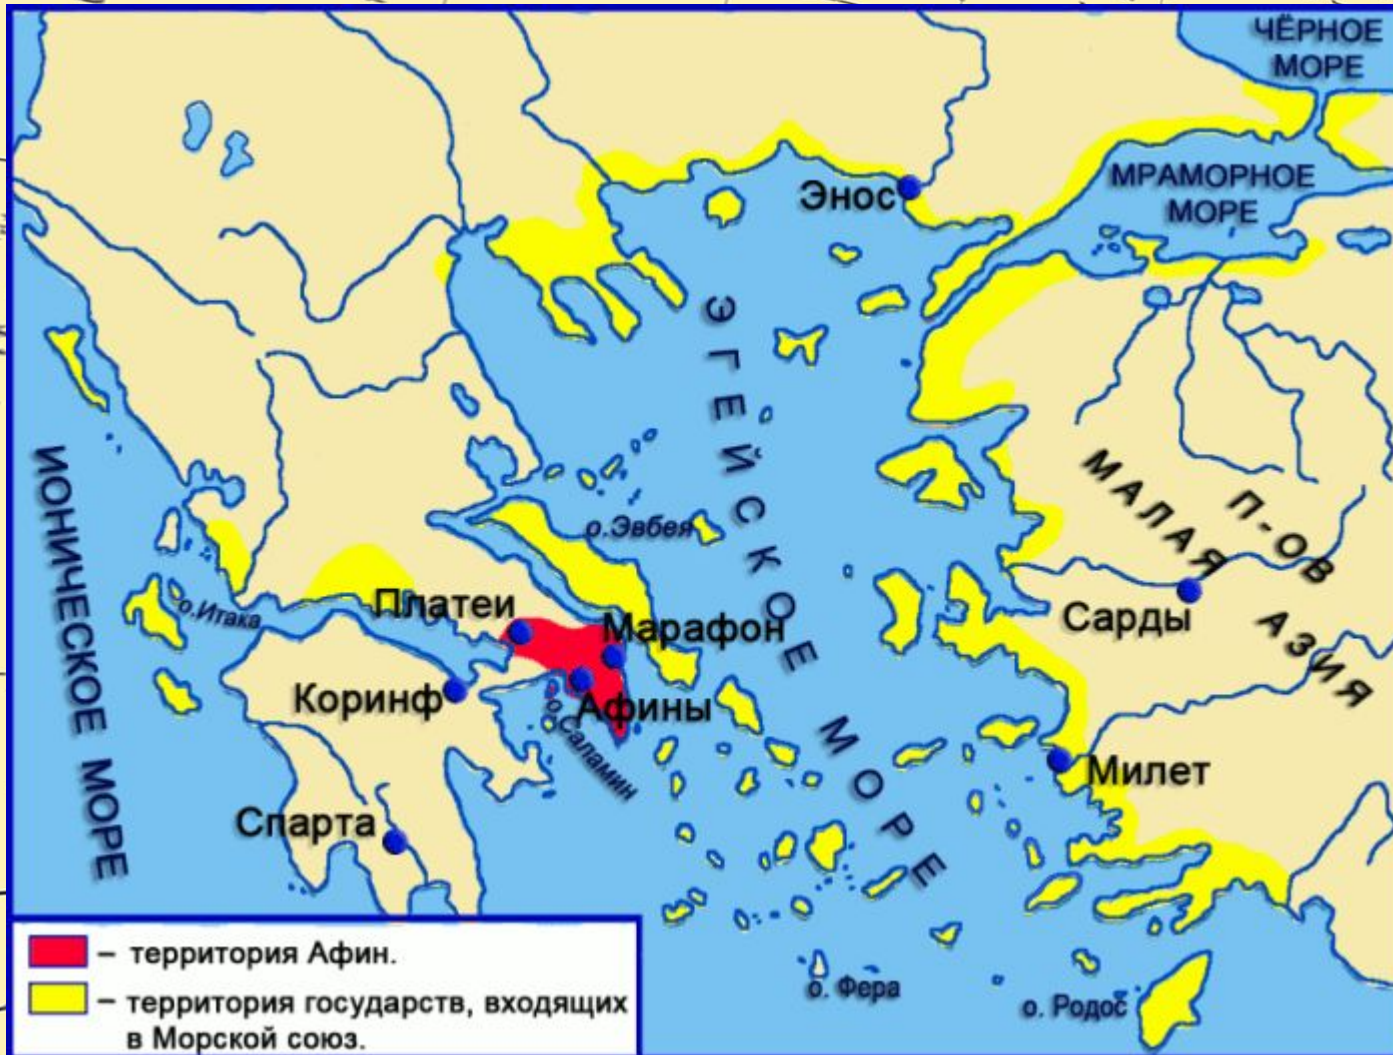 ЧЁРНОЕ
МОРЕ
МРАМОРНОЕ
МОРЕ
Энос
ЭГЕЙСКОЕ МОРЕ
ИОНИЧЕСКОЕ МОРЕ
П-ОВ
МАЛАЯ АЗИЯ
о.Эвбея
Сарды
о.Итака
Платеи
Марафон
Коринф
Афины
о.Саламин
Милет
Спарта
о. Фера
о. Родос
– территория Афин.
– территория государств, входящих
в Морской союз.